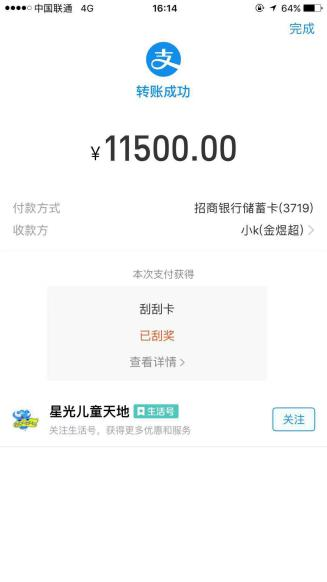 中国联通 4G 16:14 64%
完成
支
转账成功
¥11500.00
付款方式 招商银行储蓄卡(3719)
收款方 小k(金煜超)
本次支付获得
刮刮卡
已刮奖
查看详情
星光儿童天地 生活号
关注生活号，获得更多优惠和服务
关注